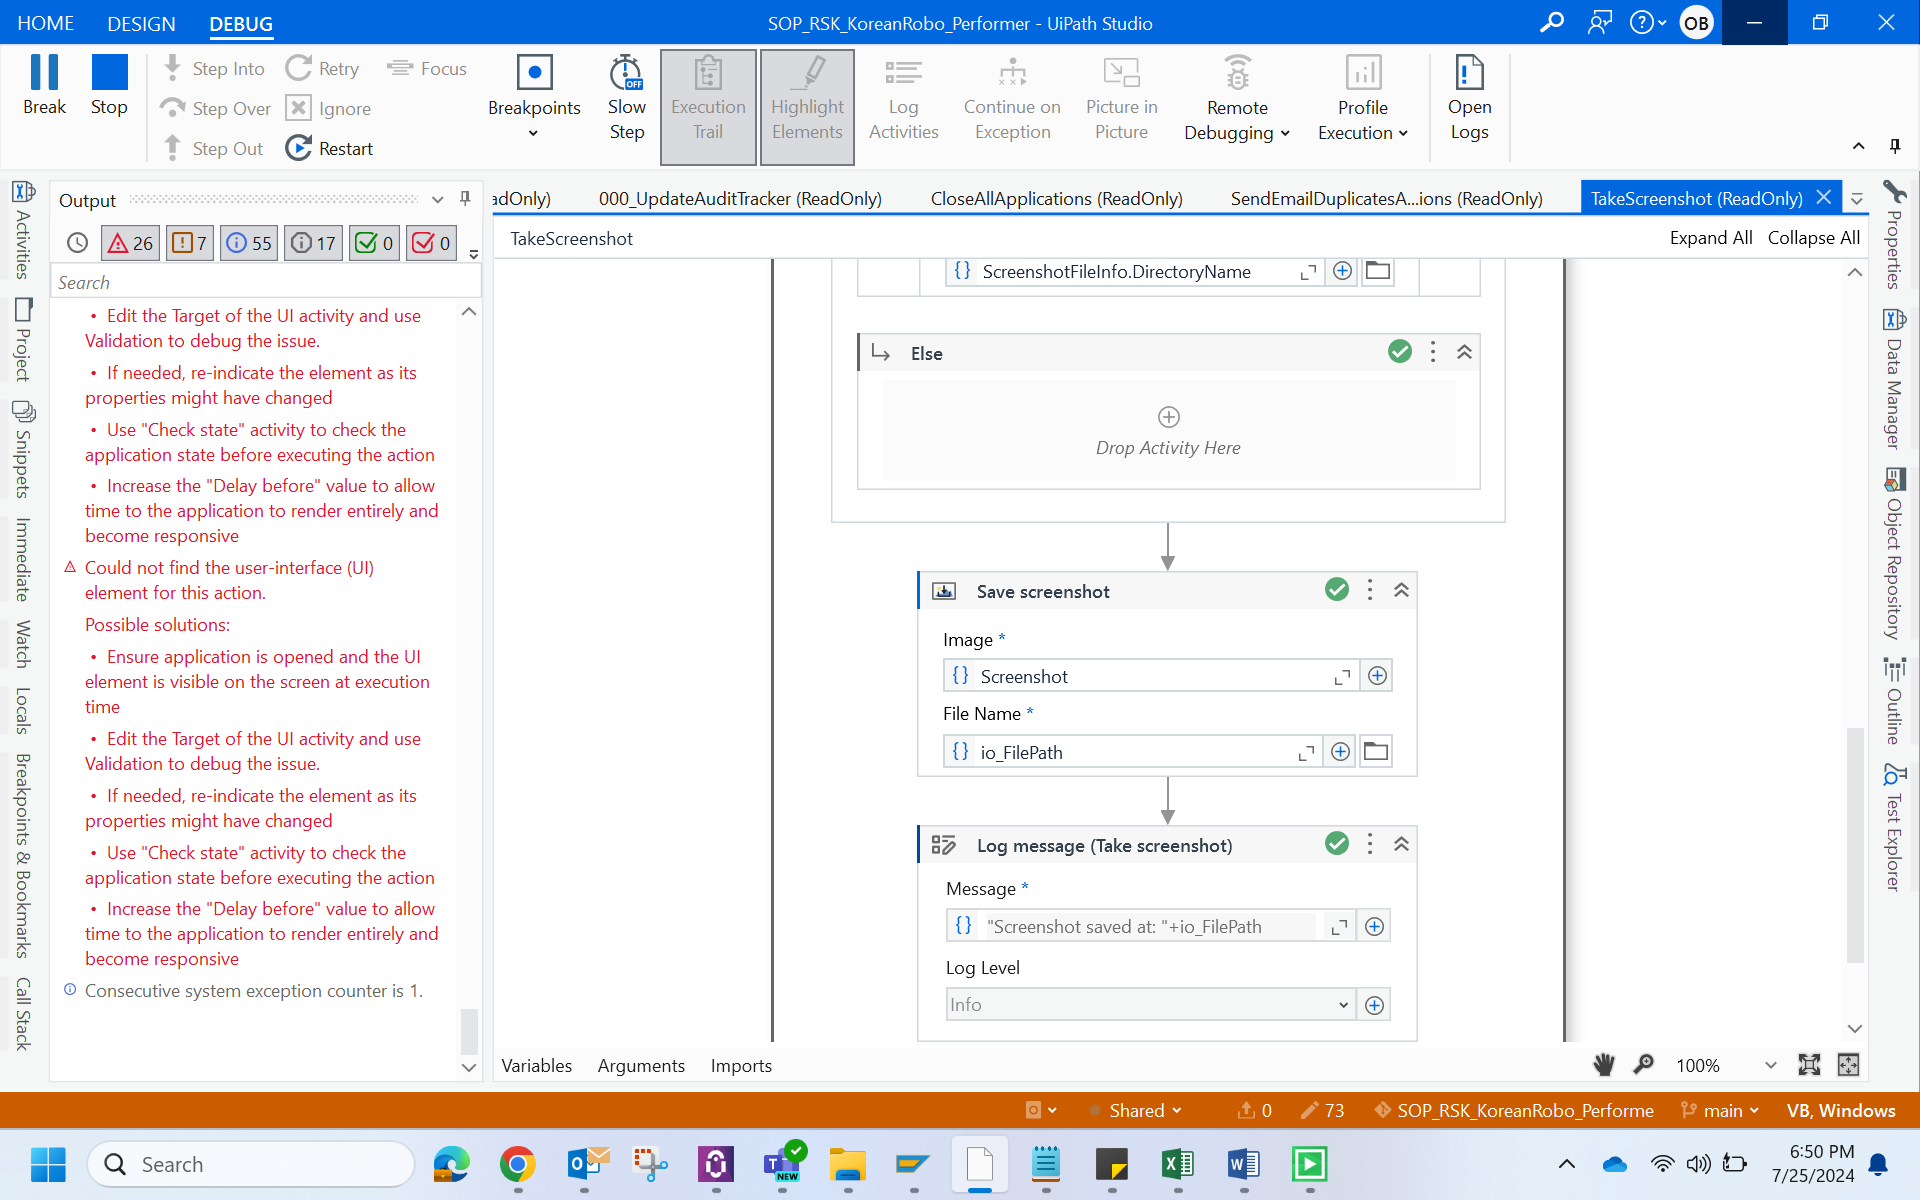 HOME DESIGN DEBUG
SOP_RSK_KoreanRobo_Performer - UiPath Studio
OB
Break
Stop
Step Into
Step Over
Step Out
Retry
Ignore
Restart
Focus
Breakpoints
Slow
Step
OFF
Execution
Trail
Highlight
Elements
Log
Activities
Continue on
Exception
Picture in
Picture
Remote
Debugging
Profile
Execution
Open
Logs
Activities
Project
Snippets
Immediate
Watch
Locals
Breakpoints & Bookmarks
Call Stack
Output
26
7
55
17
0
0
Search
• Edit the Target of the UI activity and use
Validation to debug the issue.
• If needed, re-indicate the element as its
properties might have changed
• Use "Check state" activity to check the
application state before executing the action
• Increase the "Delay before" value to allow
time to the application to render entirely and
become responsive
Could not find the user-interface (UI)
element for this action.
Possible solutions:
• Ensure application is opened and the UI
element is visible on the screen at execution
time
• Edit the Target of the UI activity and use
Validation to debug the issue.
• If needed, re-indicate the element as its
properties might have changed
• Use "Check state" activity to check the
application state before executing the action
• Increase the "Delay before" value to allow
time to the application to render entirely and
become responsive
Consecutive system exception counter is 1.
adOnly)
000_UpdateAuditTracker (ReadOnly)
CloseAllApplications (ReadOnly)
SendEmailDuplicatesA...ions (ReadOnly)
TakeScreenshot (ReadOnly)
TakeScreenshot
Expand All
Collapse All
{} ScreenshotFileInfo.DirectoryName
Else
Drop Activity Here
Save screenshot
Image *
{} Screenshot
File Name *
{} io_FilePath
Log message (Take screenshot)
Message *
{} "Screenshot saved at: "+io_FilePath
Log Level
Info
Variables
Arguments
Imports
100%
Properties
Data Manager
Object Repository
Outline
Test Explorer
Shared
0
73
SOP_RSK_KoreanRobo_Performe
main
VB, Windows
Search
NEW
6:50 PM
7/25/2024